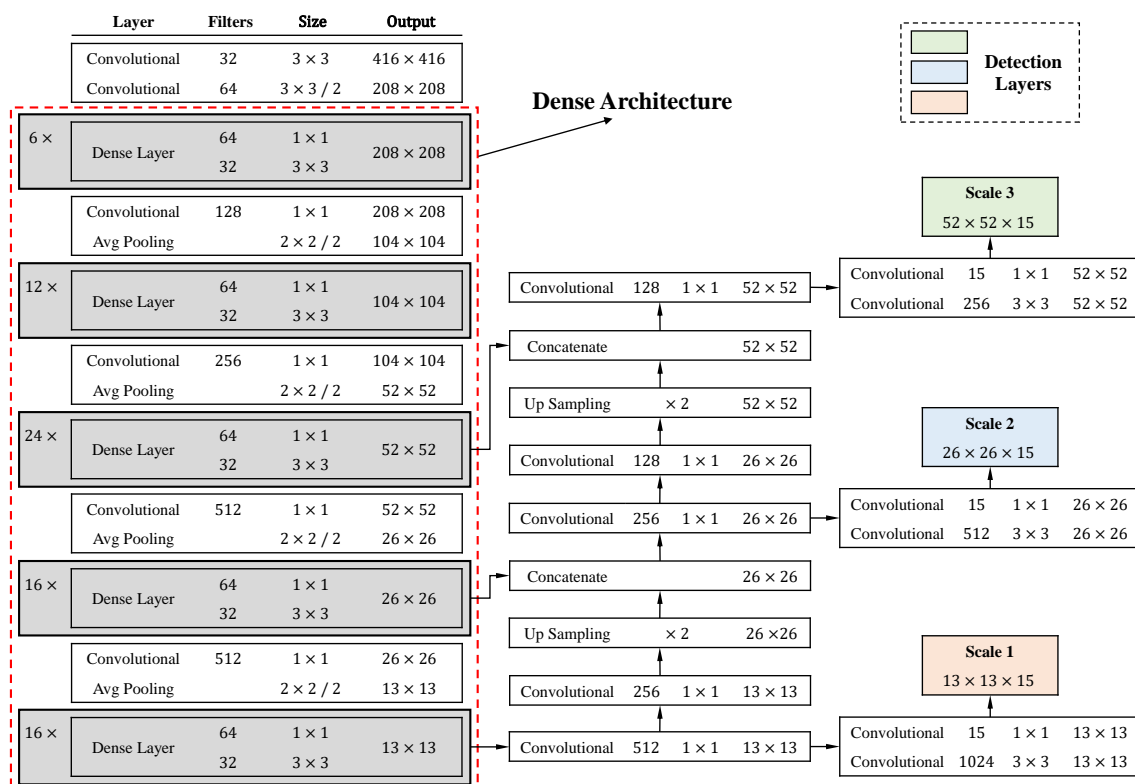 Layer Filters Size Output
Convolutional 32 3 × 3 416 × 416
Convolutional 64 3 × 3 / 2 208 × 208
6 ×
Dense Layer
64 1 × 1
32 3 × 3
208 × 208
Convolutional 128 1 × 1 208 × 208
Avg Pooling 2 × 2 / 2 104 × 104
12 ×
Dense Layer
64 1 × 1
32 3 × 3
104 × 104
Convolutional 256 1 × 1 104 × 104
Avg Pooling 2 × 2 / 2 52 × 52
24 ×
Dense Layer
64 1 × 1
32 3 × 3
52 × 52
Convolutional 512 1 × 1 52 × 52
Avg Pooling 2 × 2 / 2 26 × 26
16 ×
Dense Layer
64 1 × 1
32 3 × 3
26 × 26
Convolutional 512 1 × 1 26 × 26
Avg Pooling 2 × 2 / 2 13 × 13
16 ×
Dense Layer
64 1 × 1
32 3 × 3
13 × 13
Dense Architecture
Convolutional 128 1 × 1 52 × 52
Concatenate 52 × 52
Up Sampling × 2 52 × 52
Convolutional 128 1 × 1 26 × 26
Convolutional 256 1 × 1 26 × 26
Concatenate 26 × 26
Up Sampling × 2 26 ×26
Convolutional 256 1 × 1 13 × 13
Convolutional 512 1 × 1 13 × 13
Detection
Layers
Scale 3
52 × 52 × 15
Convolutional 15 1 × 1 52 × 52
Convolutional 256 3 × 3 52 × 52
Scale 2
26 × 26 × 15
Convolutional 15 1 × 1 26 × 26
Convolutional 512 3 × 3 26 × 26
Scale 1
13 × 13 × 15
Convolutional 15 1 × 1 13 × 13
Convolutional 1024 3 × 3 13 × 13